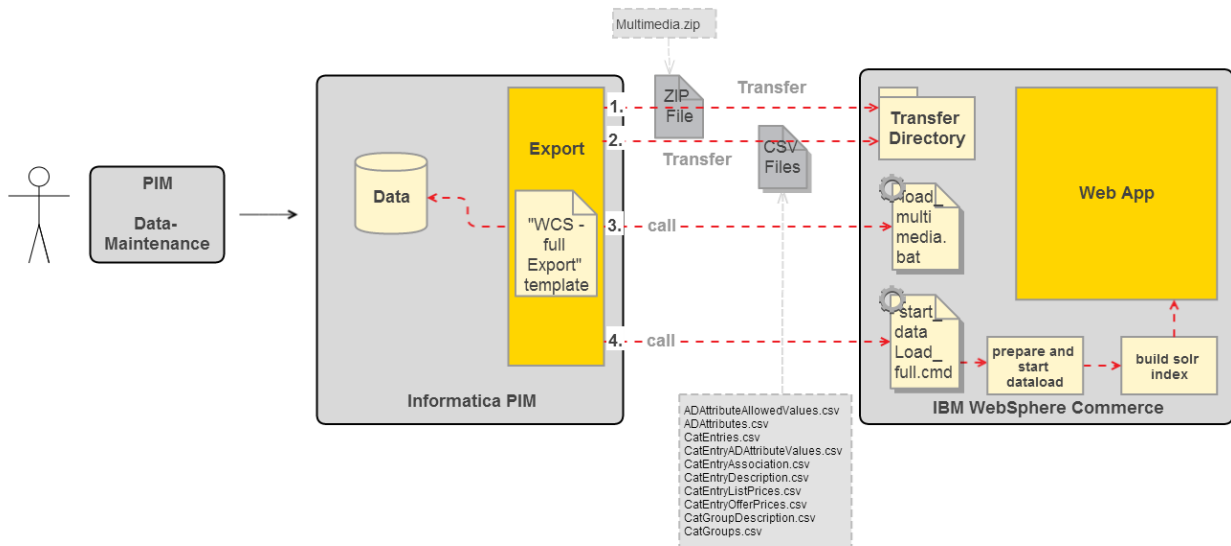 Multimedia.zip
PIM
Data-
Maintenance
Data
Export
"WCS -
full
Export"
template
Informatica PIM
1.
2.
3.
4.
ZIP
File
Transfer
Transfer
CSV
Files
call
call
ADAttributeAllowedValues.csv
ADAttributes.csv
CatEntries.csv
CatEntryADAttributeValues.csv
CatEntryAssociation.csv
CatEntryDescription.csv
CatEntryListPrices.csv
CatEntryOfferPrices.csv
CatGroupDescription.csv
CatGroups.csv
Transfer
Directory
load_
multi
media.
bat
start_
data
Load_
full.cmd
prepare and
start
dataload
build solr
index
Web App
IBM WebSphere Commerce